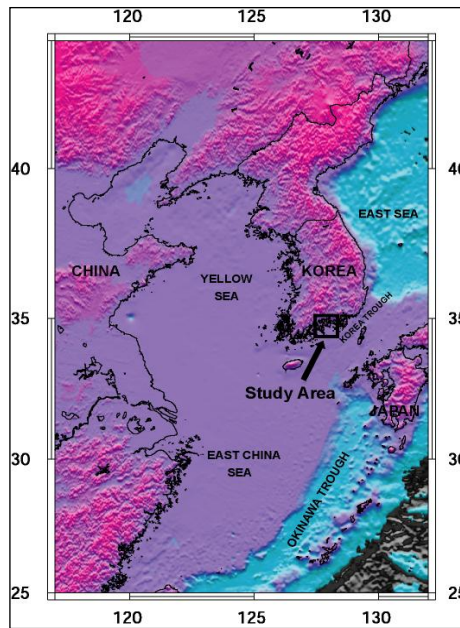 120 125 130
40 40
EAST SEA
CHINA
KOREA
YELLOW
SEA
35 35
KOREA TROUGH
Study Area
JAPAN
30 30
EAST CHINA
SEA
OKINAWA TROUGH
25 25
120 125 130